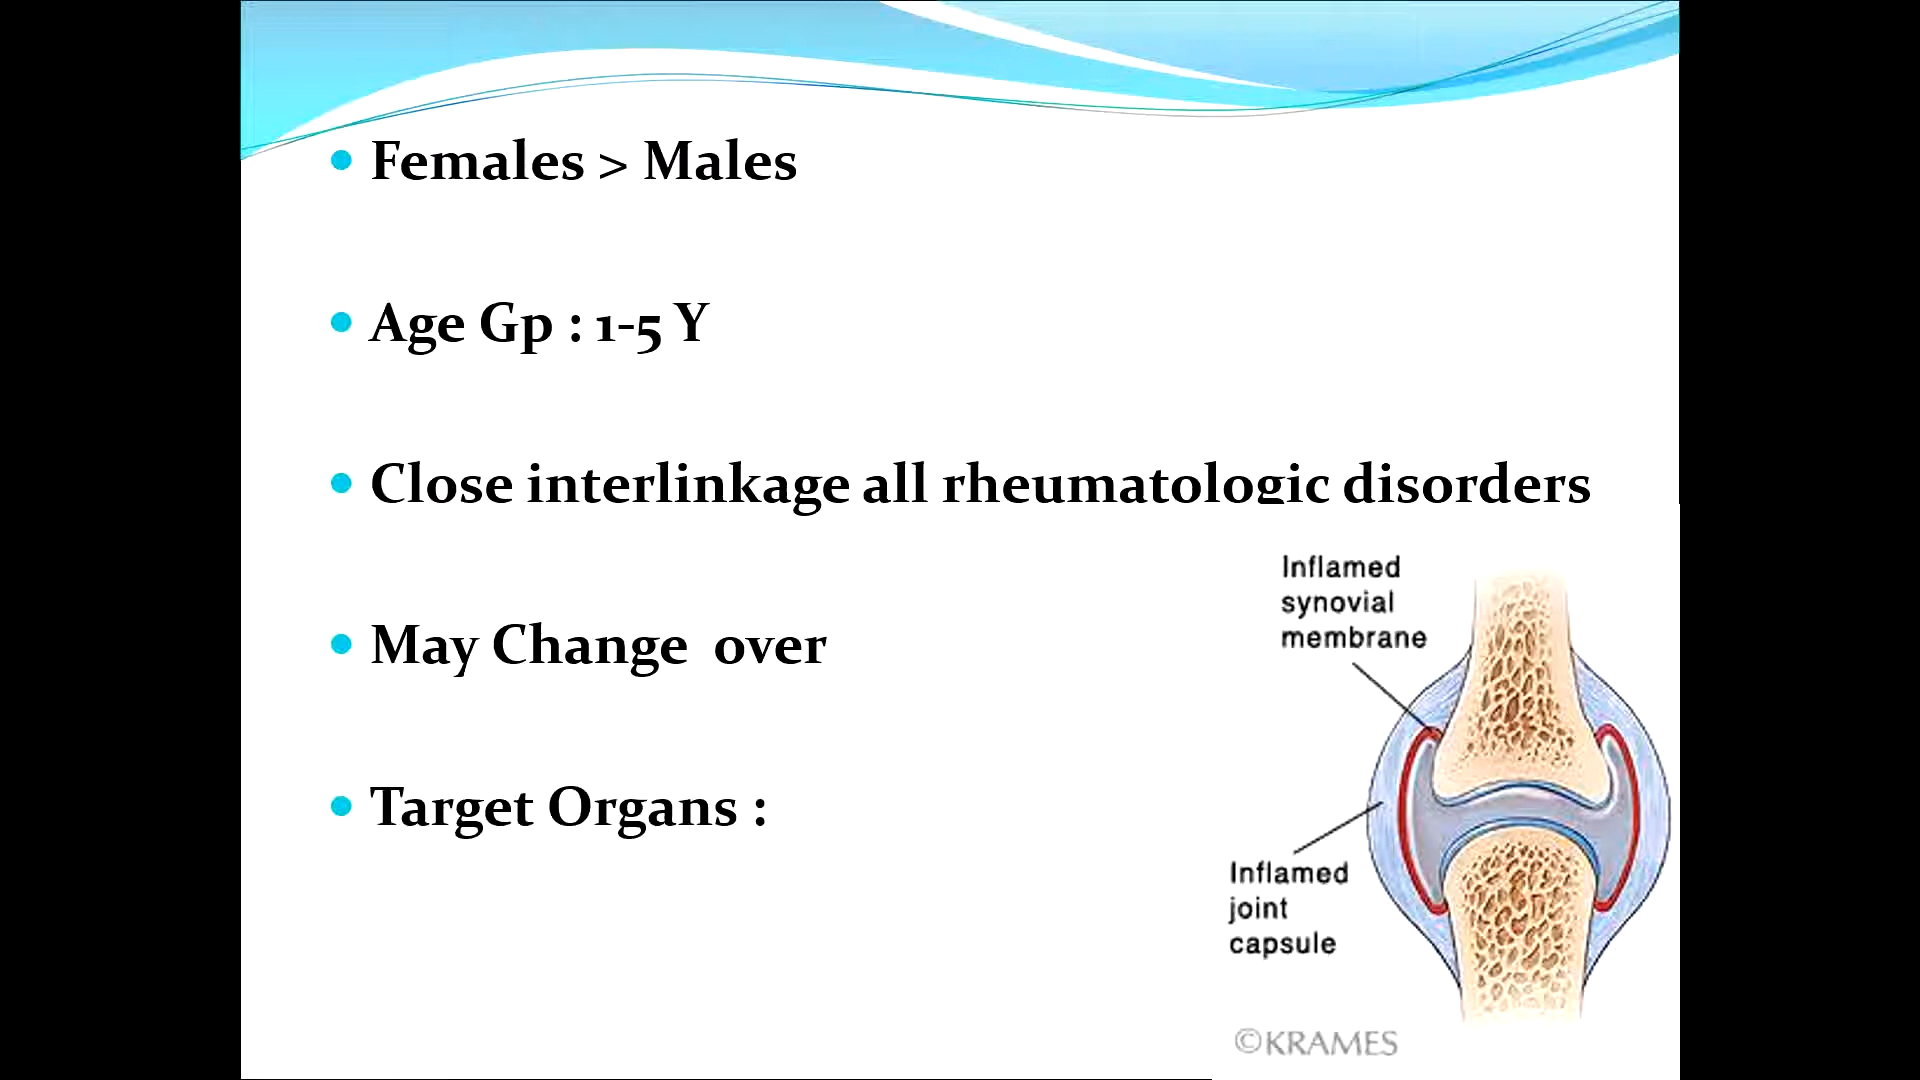 Females > Males
Age Gp : 1-5 Y
Close interlinkage all rheumatologic disorders
May Change over
Target Organs :
Inflamed
synovial
membrane
Inflamed
joint
capsule
©KRAMES